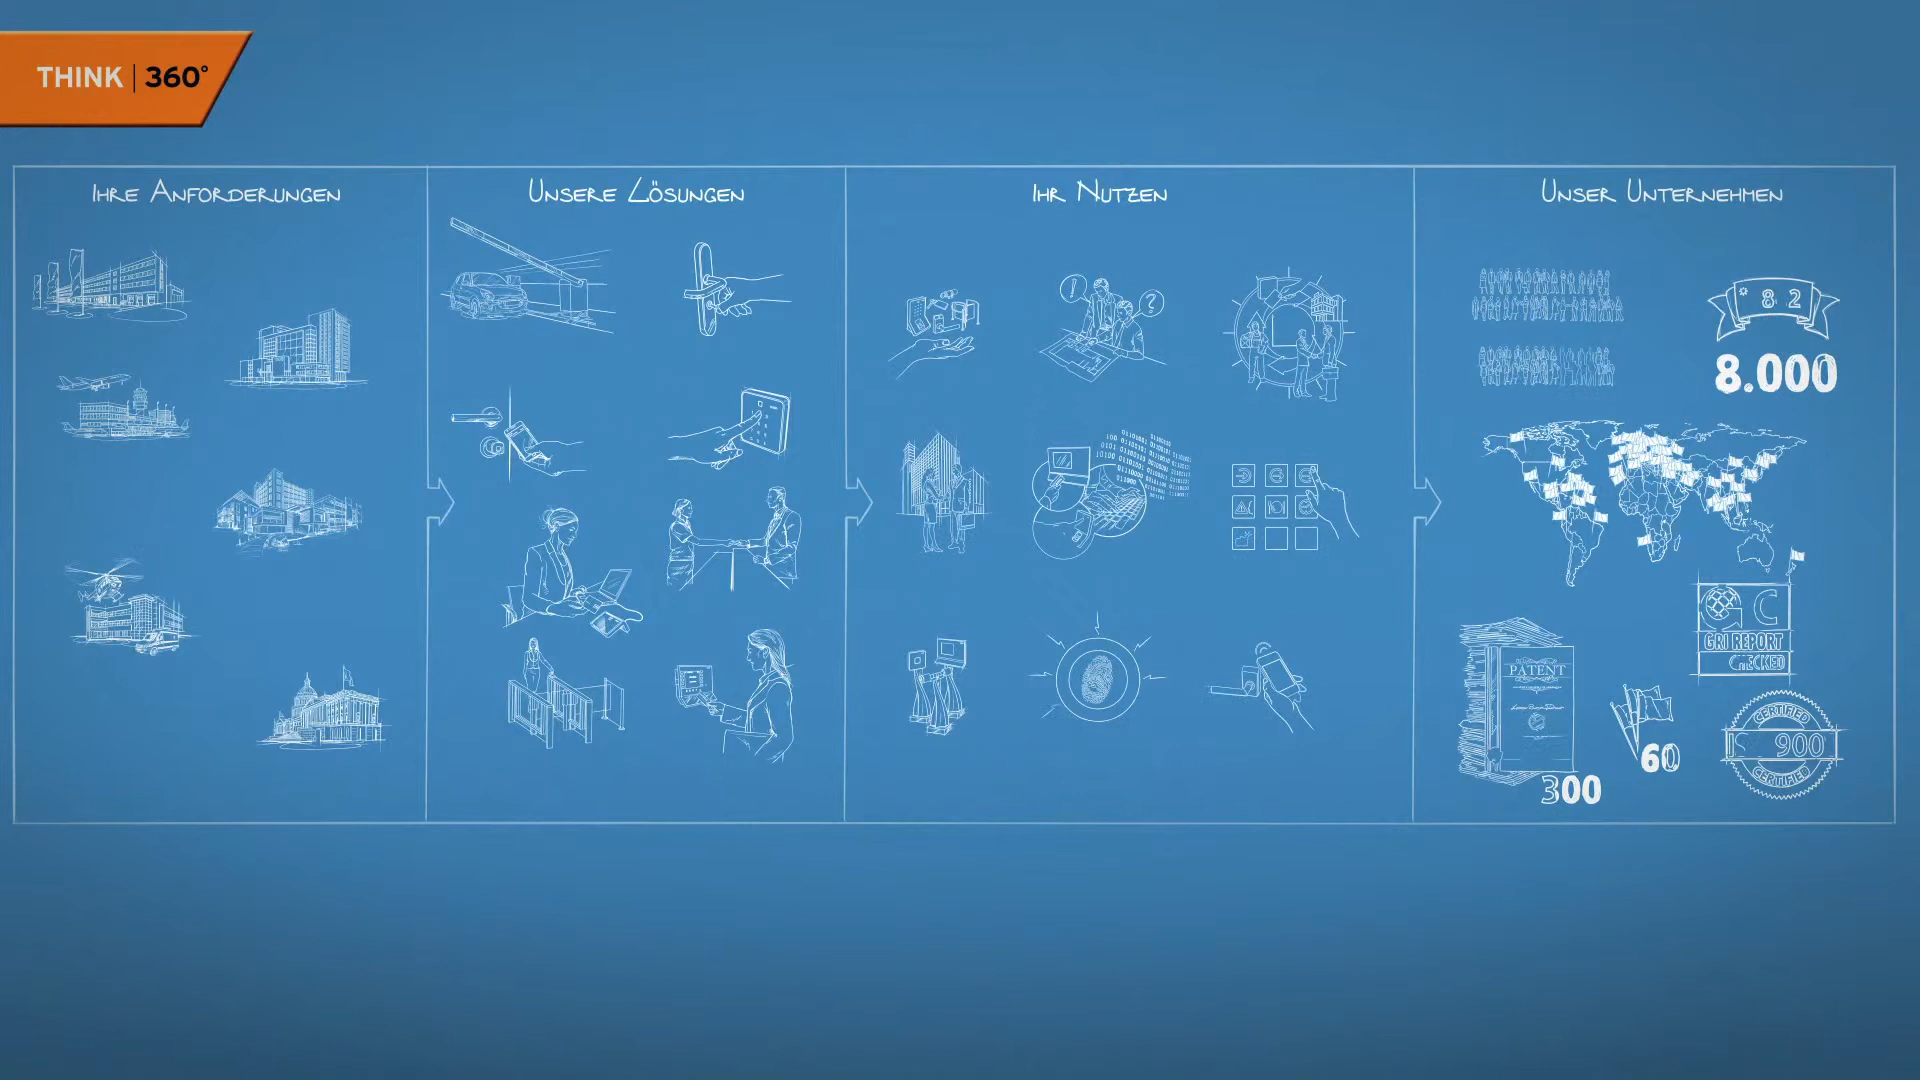 THINK | 360°
IHRE ANFORDERUNGEN
UNSERE LÖSUNGEN
IHR NUTZEN
UNSER UNTERNEHMEN
* 82
8.000
!
?
PATENT
300
60
GRI REPORT
CHECKED
CERTIFIED
900
CERTIFIED